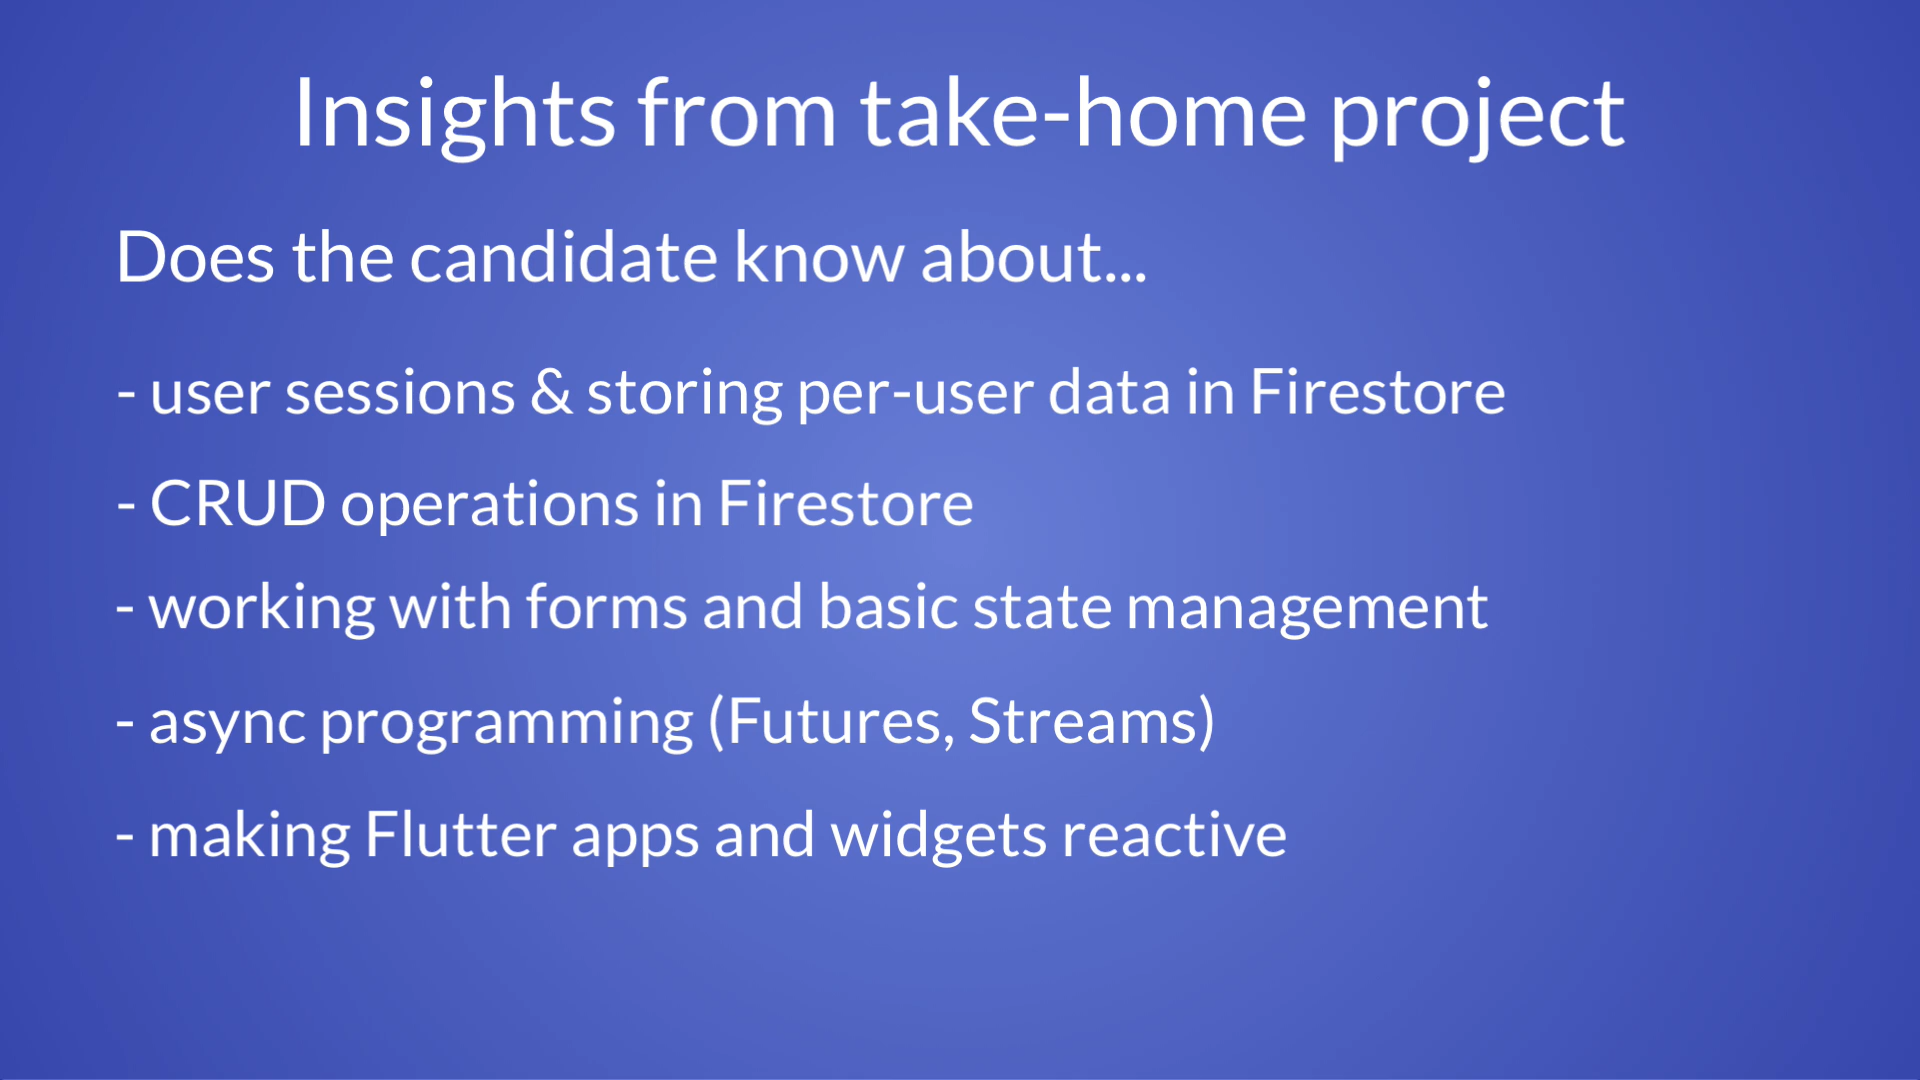 Insights from take-home project
Does the candidate know about...
- user sessions & storing per-user data in Firestore
- CRUD operations in Firestore
- working with forms and basic state management
- async programming (Futures, Streams)
- making Flutter apps and widgets reactive